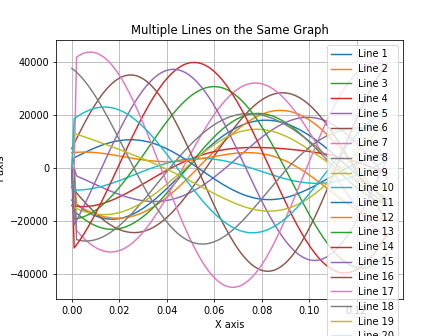 Multiple Lines on the Same Graph
40000
20000
0
−20000
−40000
0.00
0.02
0.04
0.06
0.08
0.10
X axis
Line 1
Line 2
Line 3
Line 4
Line 5
Line 6
Line 7
Line 8
Line 9
Line 10
Line 11
Line 12
Line 13
Line 14
Line 15
Line 16
Line 17
Line 18
Line 19
Line 20